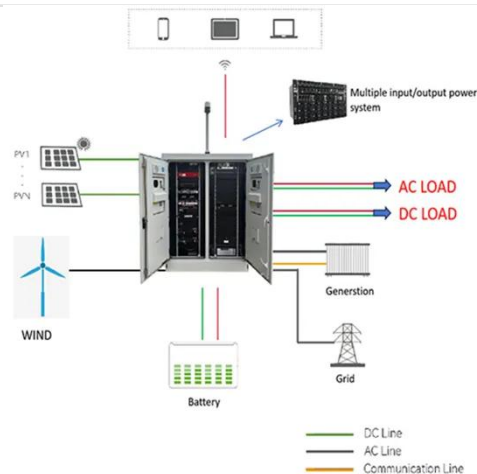 Multiple input/output power
system
PV1
PVN
AC LOAD
DC LOAD
WIND
Generstion
Battery
Grid
DC Line
AC Line
Communication Line